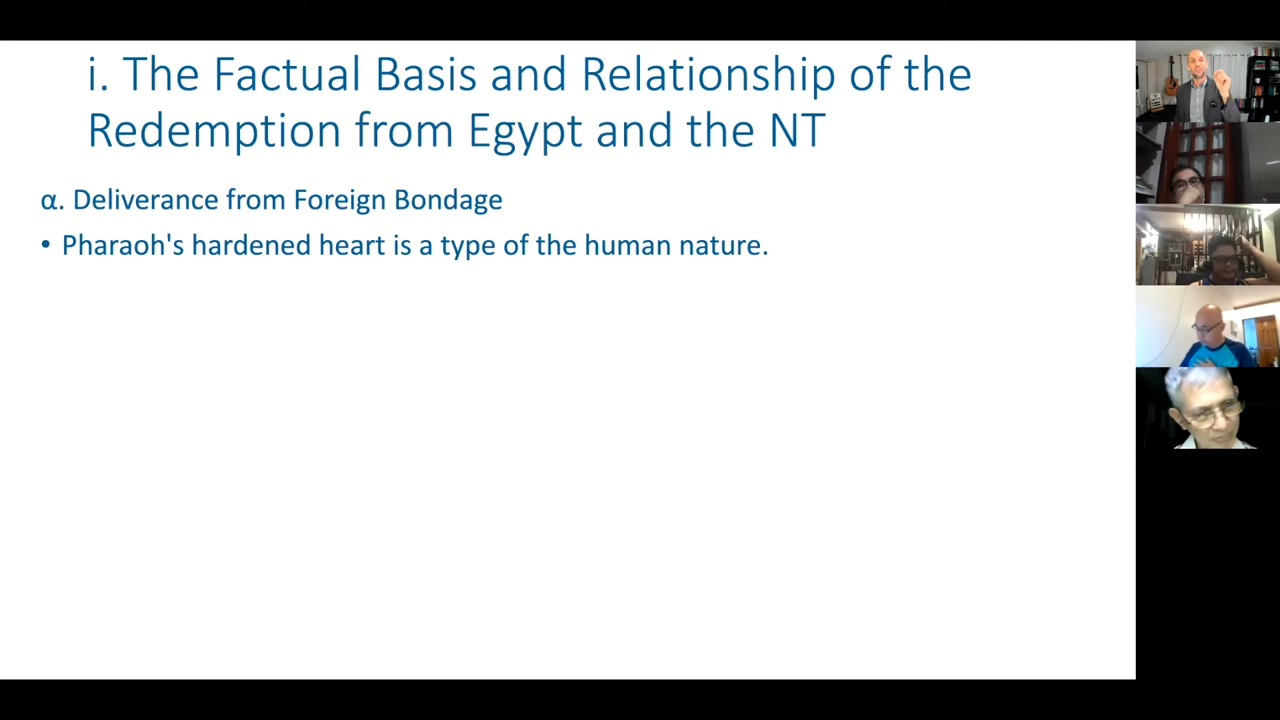 i. The Factual Basis and Relationship of the
Redemption from Egypt and the NT
α. Deliverance from Foreign Bondage
• Pharaoh's hardened heart is a type of the human nature.